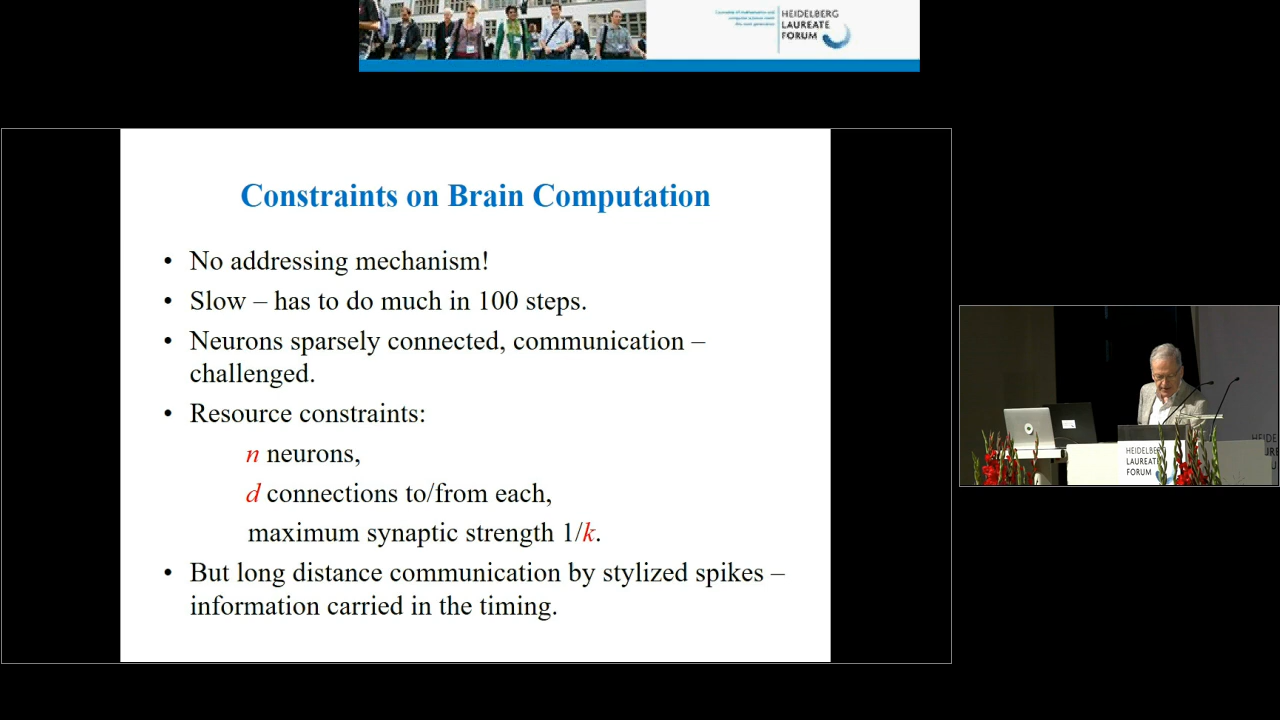 HEIDELBERG
LAUREATE
FORUM
Constraints on Brain Computation
• No addressing mechanism!
• Slow – has to do much in 100 steps.
• Neurons sparsely connected, communication –
challenged.
• Resource constraints:
n neurons,
d connections to/from each,
maximum synaptic strength 1/k.
• But long distance communication by stylized spikes –
information carried in the timing.
HEIDELBERG
LAUREATE
FORUM